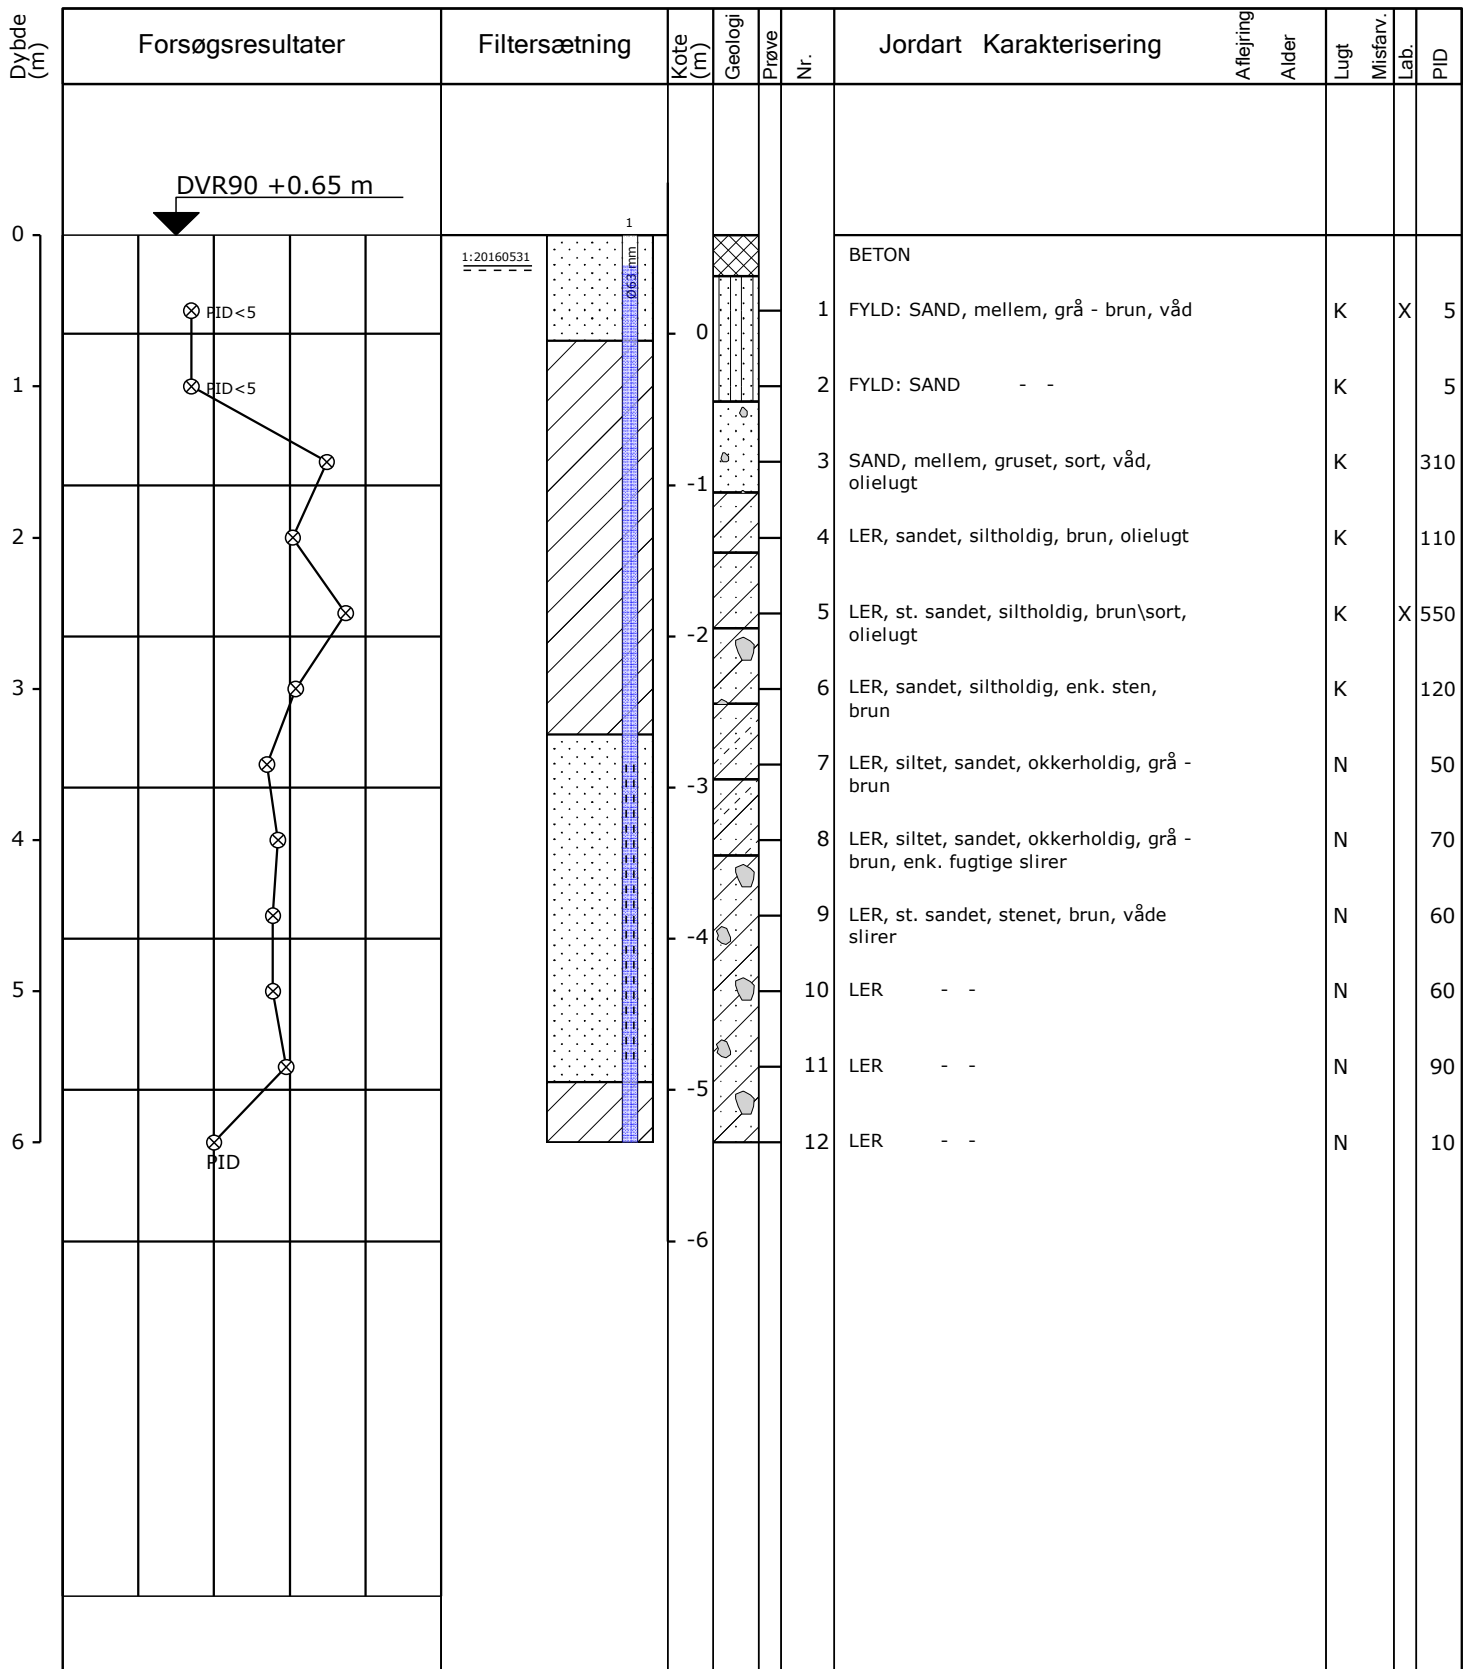 Dybde (m)
Forsøgsresultater
Filtersætning
Kote (m)
Geologi
Prøve
Nr.
Jordart Karakterisering
Aflejring
Alder
Lugt
Misfarv.
Lab.
PID
DVR90 +0.65 m
0
1
1:20160531
Ø63 mm
BETON
PID<5
1 FYLD: SAND, mellem, grå - brun, våd K X 5
0
1
PID<5
2 FYLD: SAND - - K 5
3 SAND, mellem, gruset, sort, våd, K 310
olielugt
-1
2
4 LER, sandet, siltholdig, brun, olielugt K 110
5 LER, st. sandet, siltholdig, brun\sort, K X 550
olielugt
-2
3
6 LER, sandet, siltholdig, enk. sten, K 120
brun
7 LER, siltet, sandet, okkerholdig, grå - N 50
brun
-3
4
8 LER, siltet, sandet, okkerholdig, grå - N 70
brun, enk. fugtige slirer
9 LER, st. sandet, stenet, brun, våde N 60
slirer
-4
5
10 LER - - N 60
11 LER - - N 90
-5
6
12 LER - - N 10
PID
-6